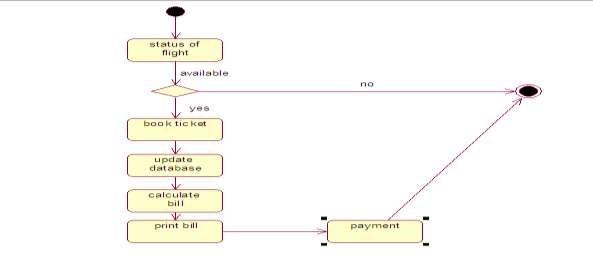 status of
flight
available
no
yes
book ticket
update
database
calculate
bill
print bill
payment